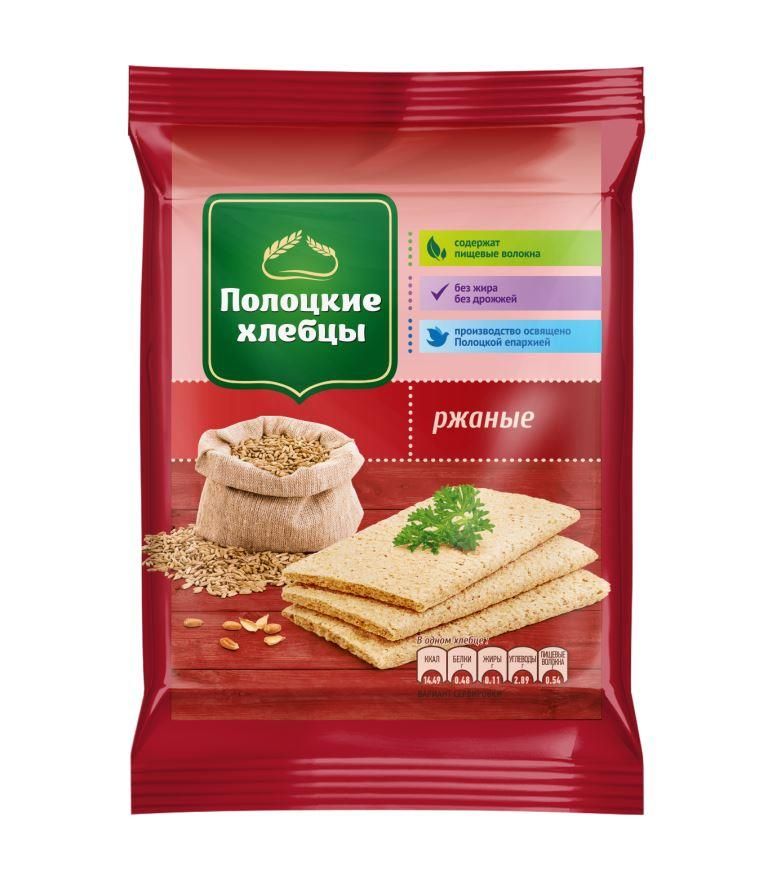 Полоцкие
хлебцы
содержат
пищевые волокна
без жира
без дрожжей
производство освящено
Полоцкой епархией
ржаные
В одном хлебце:
ККАЛ БЕЛКИ ЖИРЫ УГЛЕВОДЫ ПИЩЕВЫЕ
г г г ВОЛОКНА
14.49 0.48 0.11 2.89 0.54
ВАРИАНТ СЕРВИРОВКИ